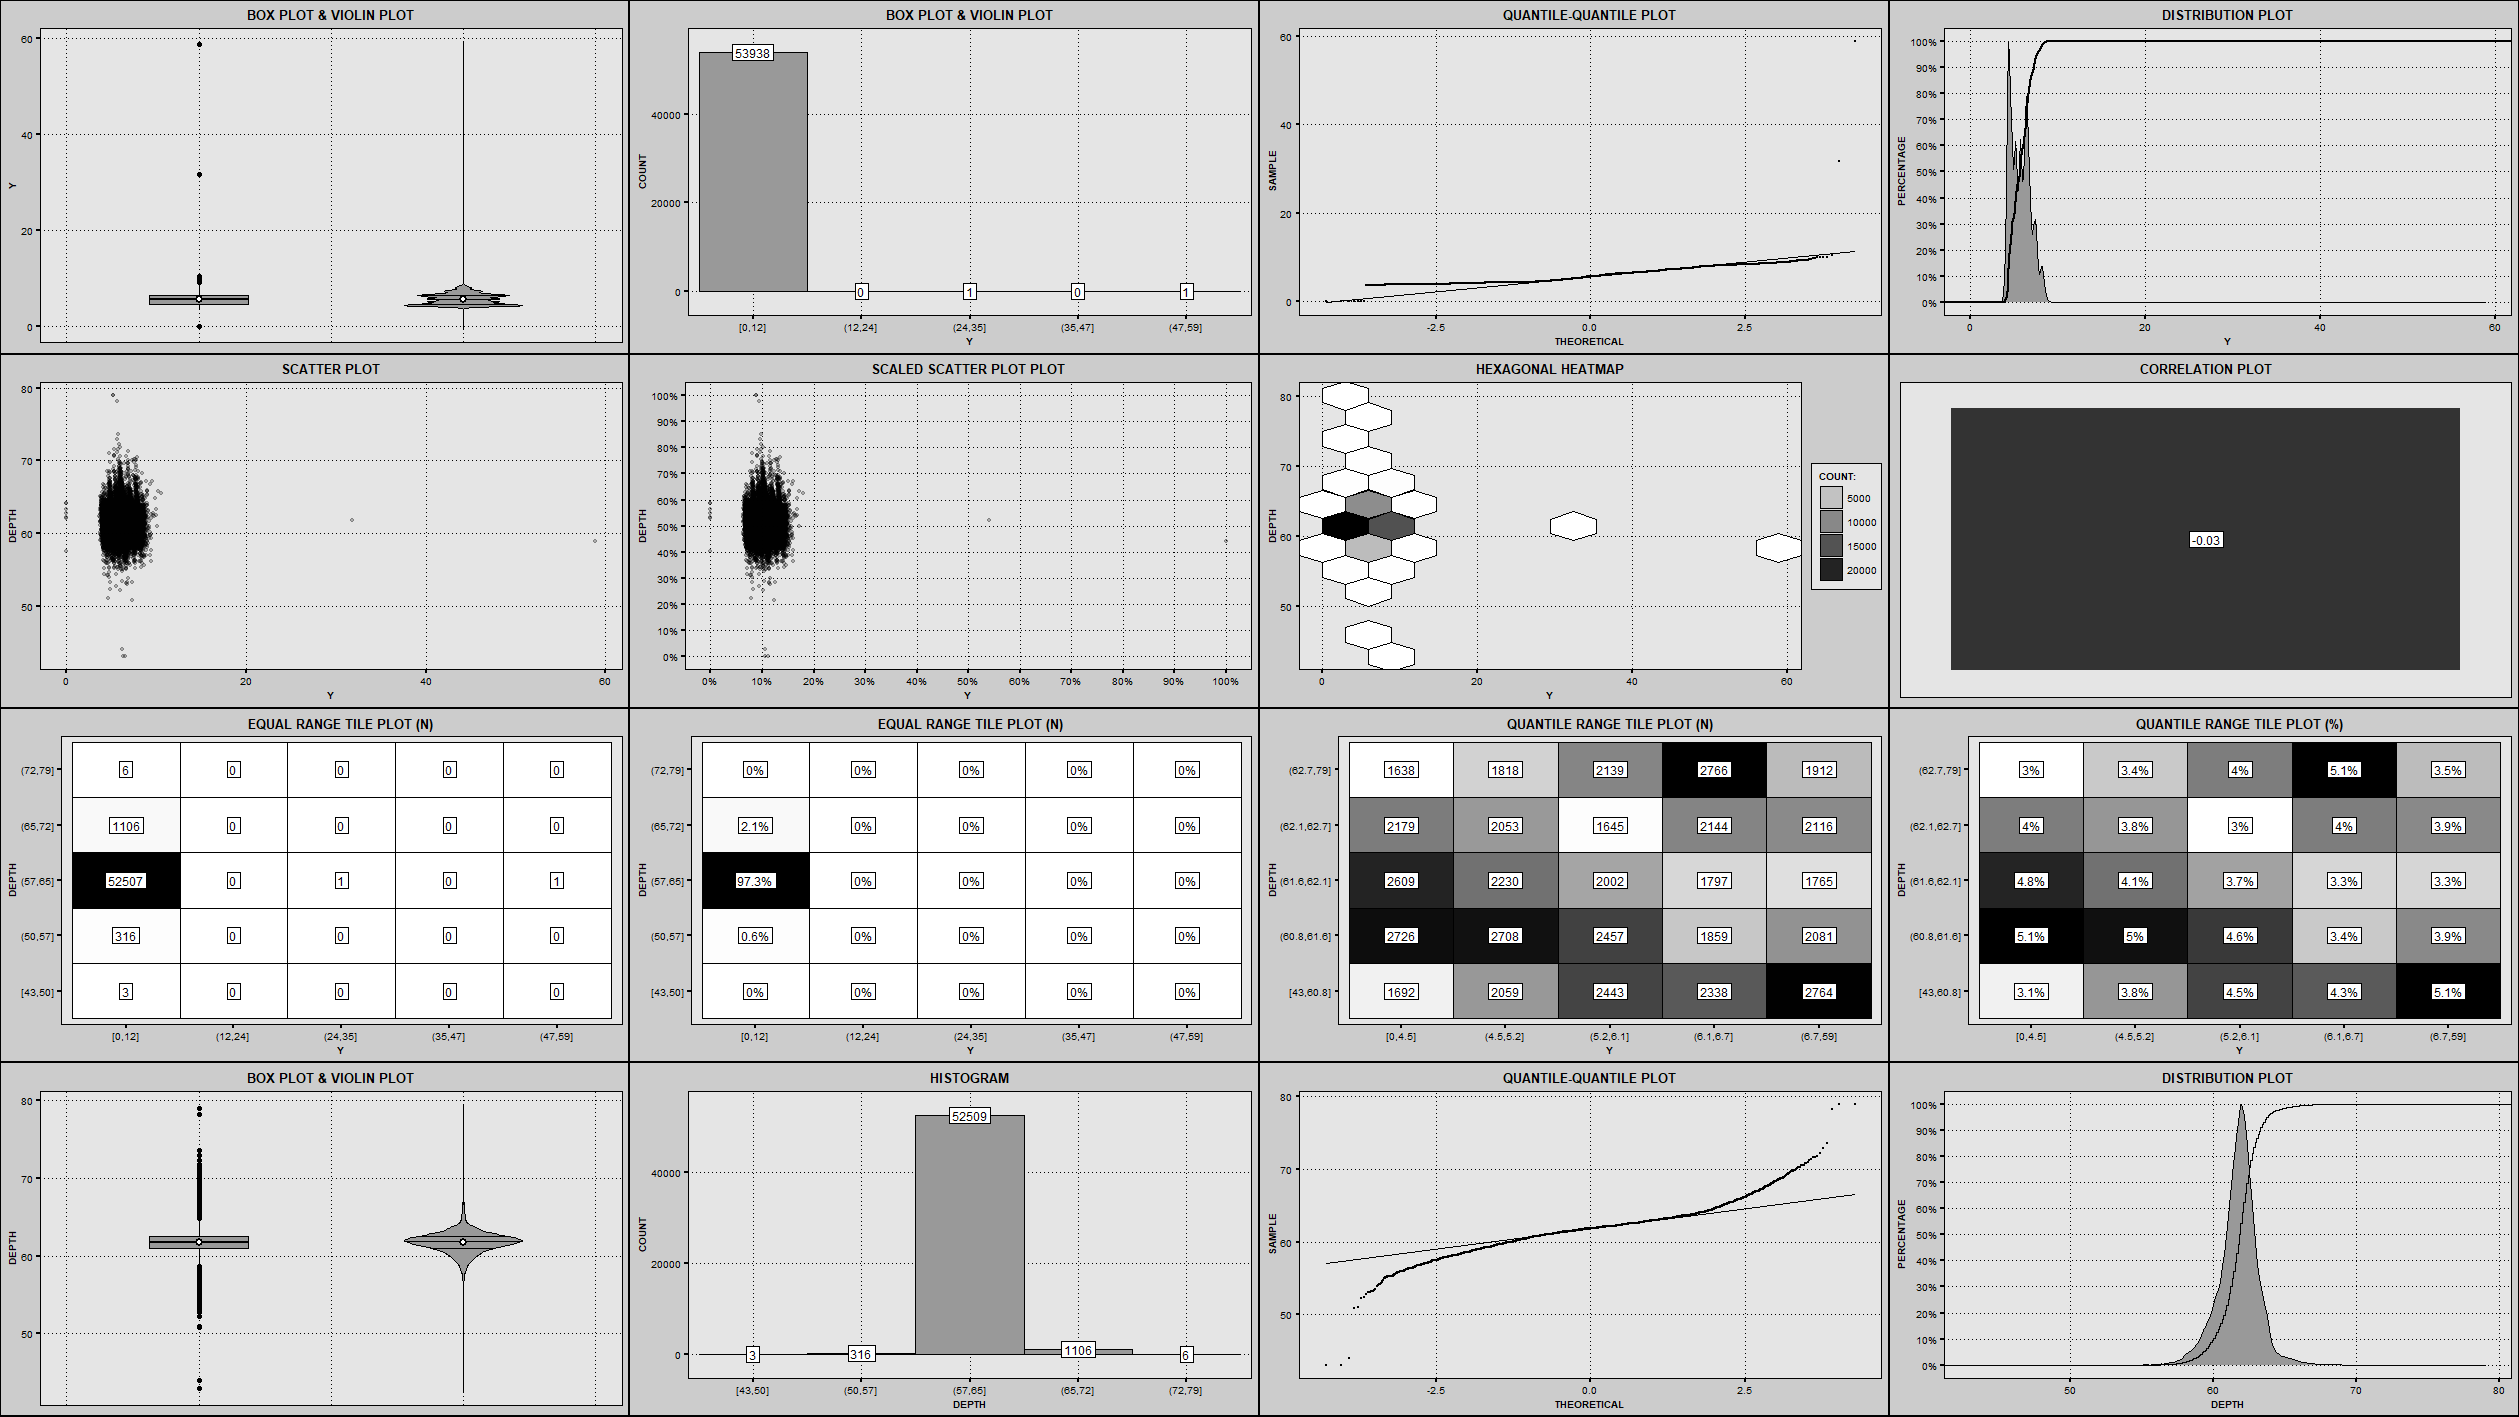 BOX PLOT & VIOLIN PLOT
60
40
20
0
Y
BOX PLOT & VIOLIN PLOT
53938
0
1
0
1
40000
20000
0
COUNT
[0,12] (12,24] (24,35] (35,47] (47,59]
Y
QUANTILE-QUANTILE PLOT
60
40
20
0
SAMPLE
-2.5 0.0 2.5
THEORETICAL
DISTRIBUTION PLOT
100%
90%
80%
70%
60%
50%
40%
30%
20%
10%
0%
PERCENTAGE
0 20 40 60
Y
SCATTER PLOT
80
70
60
50
DEPTH
0 20 40 60
Y
SCALED SCATTER PLOT PLOT
100%
90%
80%
70%
60%
50%
40%
30%
20%
10%
0%
DEPTH
0% 10% 20% 30% 40% 50% 60% 70% 80% 90% 100%
Y
HEXAGONAL HEATMAP
80
70
60
50
DEPTH
0 20 40 60
Y
COUNT:
5000
10000
15000
20000
CORRELATION PLOT
-0.03
EQUAL RANGE TILE PLOT (N)
(72,79] 6 0 0 0 0
(65,72] 1106 0 0 0 0
(57,65] 52507 0 1 0 1
(50,57] 316 0 0 0 0
[43,50] 3 0 0 0 0
DEPTH
[0,12] (12,24] (24,35] (35,47] (47,59]
Y
EQUAL RANGE TILE PLOT (N)
(72,79] 0% 0% 0% 0% 0%
(65,72] 2.1% 0% 0% 0% 0%
(57,65] 97.3% 0% 0% 0% 0%
(50,57] 0.6% 0% 0% 0% 0%
[43,50] 0% 0% 0% 0% 0%
DEPTH
[0,12] (12,24] (24,35] (35,47] (47,59]
Y
QUANTILE RANGE TILE PLOT (N)
(62.7,79] 1638 1818 2139 2766 1912
(62.1,62.7] 2179 2053 1645 2144 2116
(61.6,62.1] 2609 2230 2002 1797 1765
(60.8,61.6] 2726 2708 2457 1859 2081
[43,60.8] 1692 2059 2443 2338 2764
DEPTH
[0,4.5] (4.5,5.2] (5.2,6.1] (6.1,6.7] (6.7,59]
Y
QUANTILE RANGE TILE PLOT (%)
(62.7,79] 3% 3.4% 4% 5.1% 3.5%
(62.1,62.7] 4% 3.8% 3% 4% 3.9%
(61.6,62.1] 4.8% 4.1% 3.7% 3.3% 3.3%
(60.8,61.6] 5.1% 5% 4.6% 3.4% 3.9%
[43,60.8] 3.1% 3.8% 4.5% 4.3% 5.1%
DEPTH
[0,4.5] (4.5,5.2] (5.2,6.1] (6.1,6.7] (6.7,59]
Y
BOX PLOT & VIOLIN PLOT
80
70
60
50
DEPTH
HISTOGRAM
52509
3
316
1106
6
40000
20000
0
COUNT
[43,50] (50,57] (57,65] (65,72] (72,79]
DEPTH
QUANTILE-QUANTILE PLOT
80
70
60
50
SAMPLE
-2.5 0.0 2.5
THEORETICAL
DISTRIBUTION PLOT
100%
90%
80%
70%
60%
50%
40%
30%
20%
10%
0%
PERCENTAGE
50 60 70 80
DEPTH